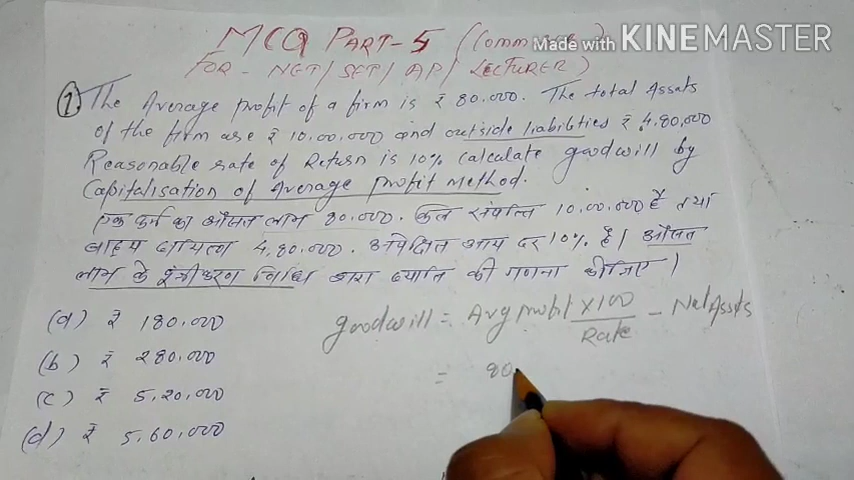 MCQ PART-5 (Comm
Made with KINEMASTER
FOR - NET/SET/AP/ LECTURER)
1. The Average profit of a firm is ₹ 80.000. The total Assets
of the firm are ₹ 10,00,000 and outside liabilities ₹ 4,80,000
Reasonable rate of Return is 10% calculate goodwill by
Capitalisation of Average profit method.
एक फर्म का औसत लाभ 80.000. कुल संपत्ति 10.00.000 है तथा
बाह्य दायित्व 4,80.000. अपेक्षित आय दर 10% है। औसत
लाभ के पूंजीकरण विधि द्वारा ख्याति की गणना कीजिए।
(a) ₹ 180,000
goodwill = Avg profit × 100 / Rate - Net Assets
(b) ₹ 280,000
= 80
(c) ₹ 5,20,000
(d) ₹ 5,60,000